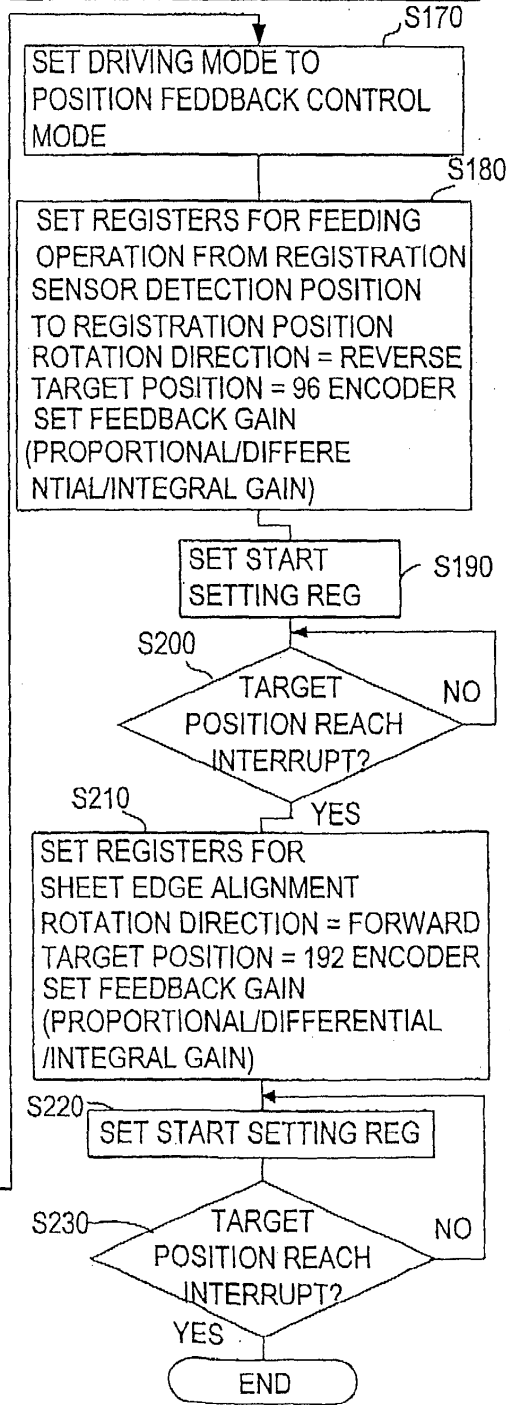 S170
SET DRIVING MODE TO
POSITION FEDDBACK CONTROL
MODE
S180
SET REGISTERS FOR FEEDING
OPERATION FROM REGISTRATION
SENSOR DETECTION POSITION
TO REGISTRATION POSITION
ROTATION DIRECTION = REVERSE
TARGET POSITION = 96 ENCODER
SET FEEDBACK GAIN
(PROPORTIONAL/DIFFERE
NTIAL/INTEGRAL GAIN)
SET START
SETTING REG
S190
S200
TARGET
POSITION REACH
INTERRUPT?
NO
YES
S210
SET REGISTERS FOR
SHEET EDGE ALIGNMENT
ROTATION DIRECTION = FORWARD
TARGET POSITION = 192 ENCODER
SET FEEDBACK GAIN
(PROPORTIONAL/DIFFERENTIAL
/INTEGRAL GAIN)
S220
SET START SETTING REG
S230
TARGET
POSITION REACH
INTERRUPT?
NO
YES
END